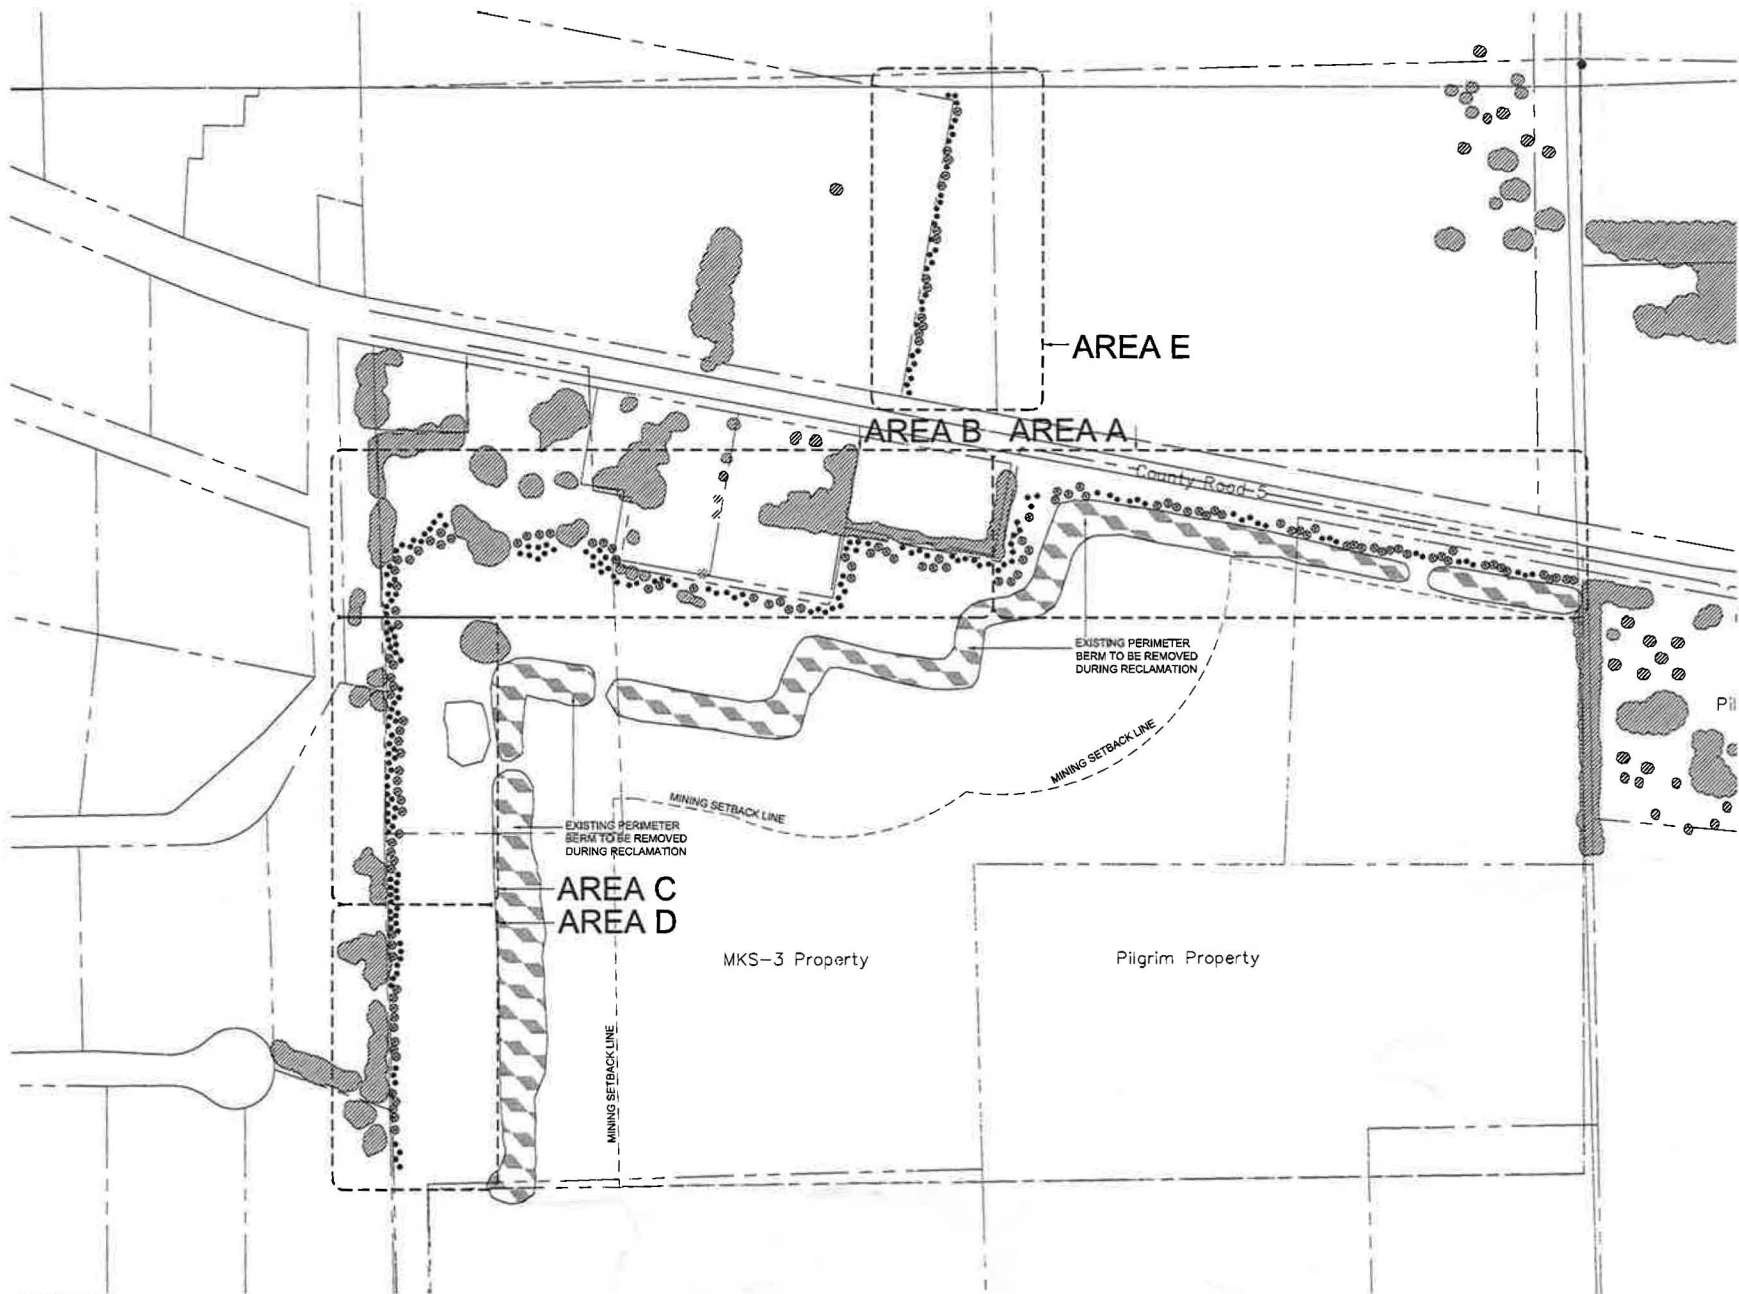 AREA E
AREA B
AREA A
County Road 5
EXISTING PERIMETER
BERM TO BE REMOVED
DURING RECLAMATION
Pil
MINING SETBACK LINE
MINING SETBACK LINE
EXISTING PERIMETER
BERM TO BE REMOVED
DURING RECLAMATION
AREA C
AREA D
MKS-3 Property
Pilgrim Property
MINING SETBACK LINE